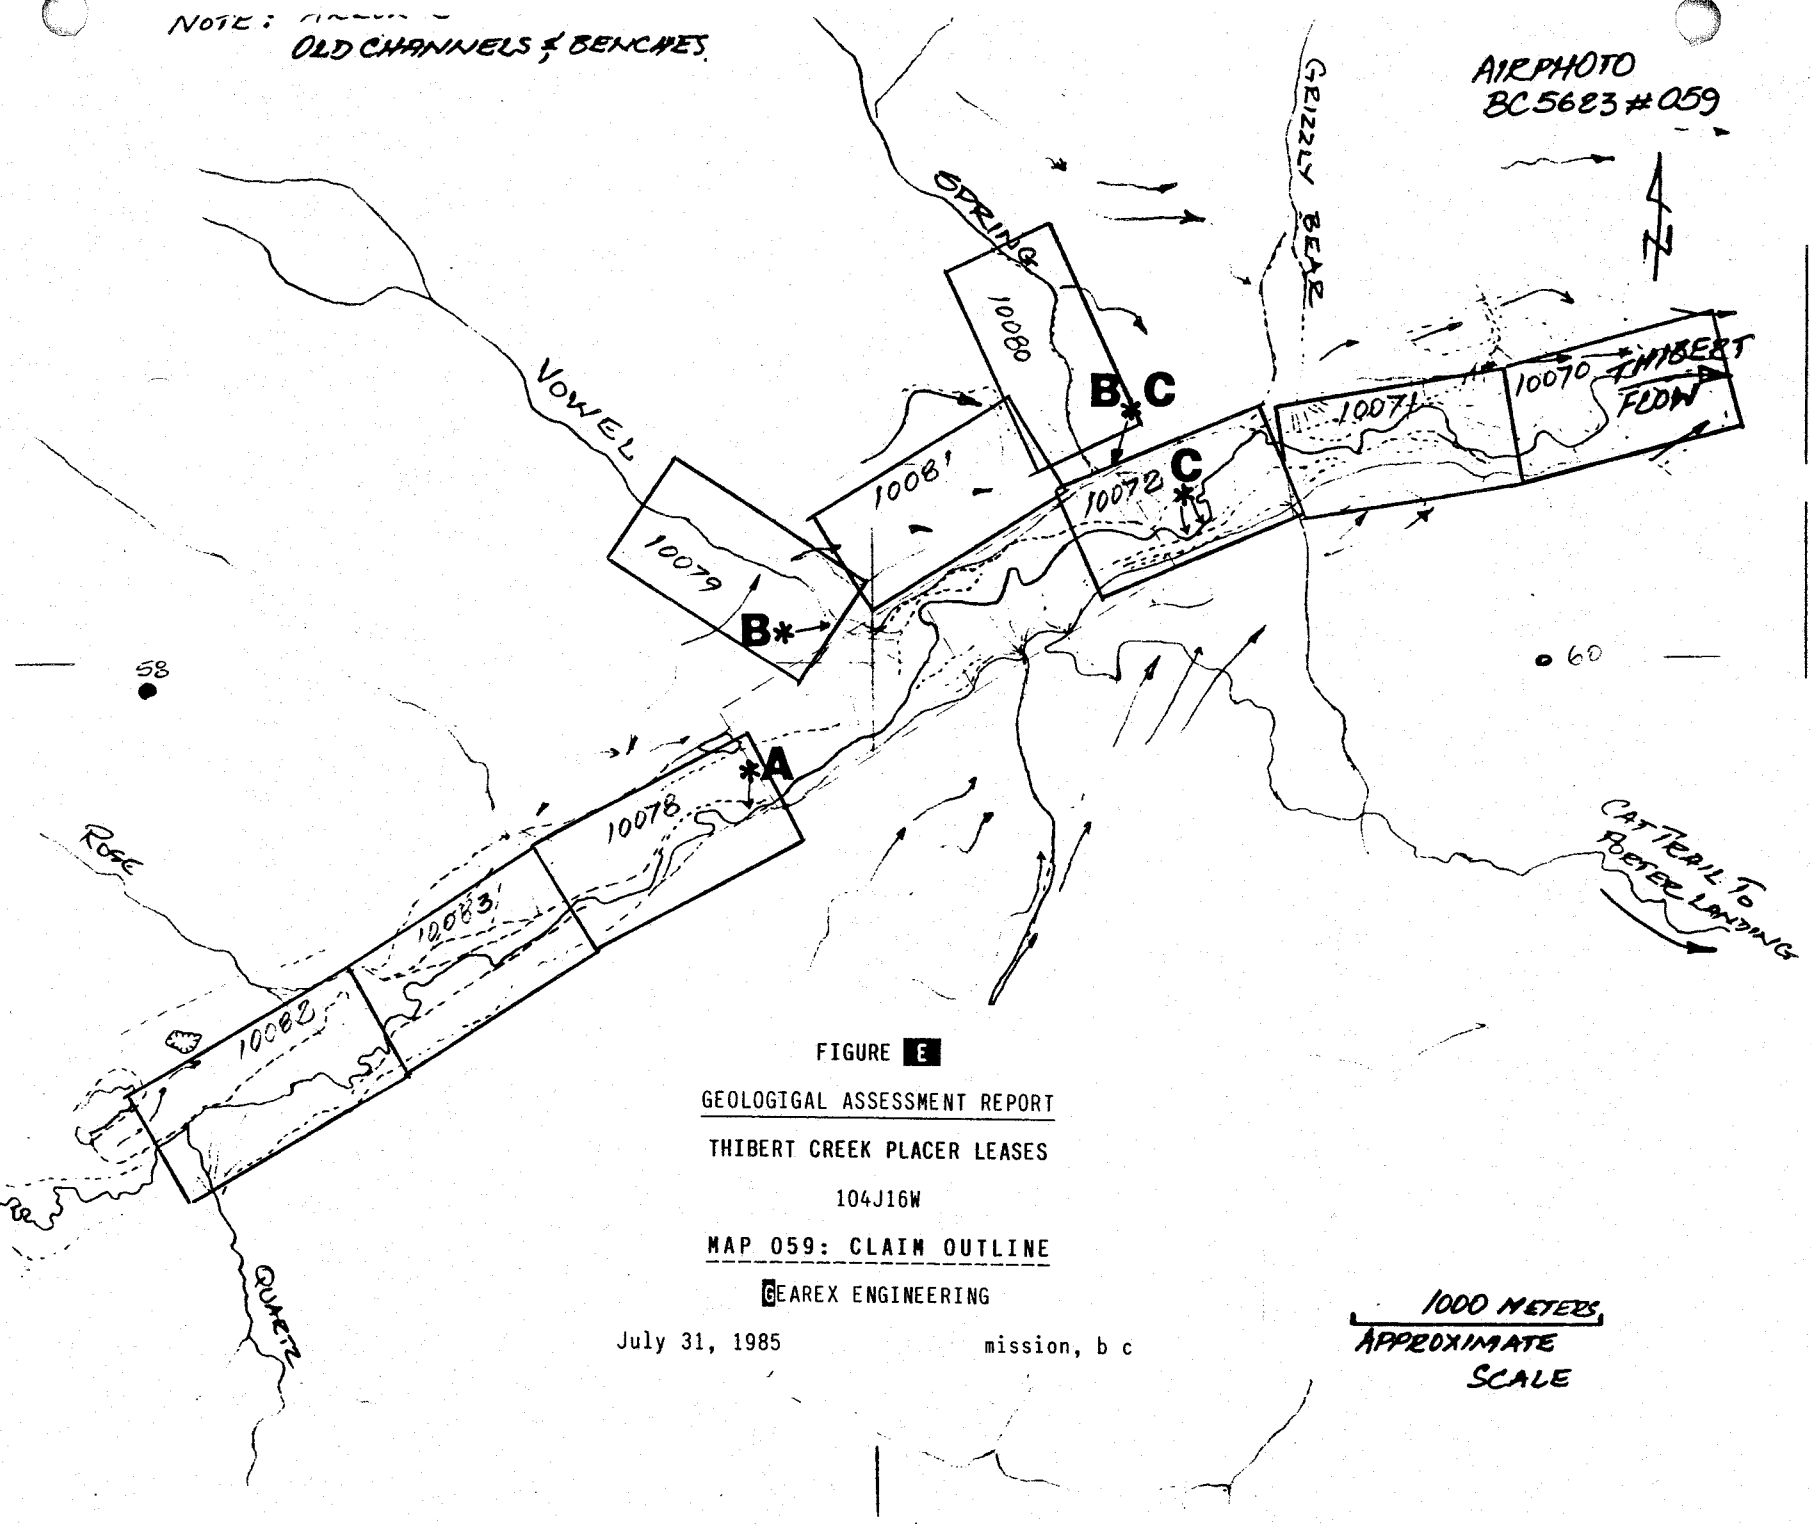 NOTE:
OLD CHANNELS & BENCHES.
AIRPHOTO
BC5623 #059
GRIZZLY BEAR
SPRING
N
VOWEL
10080
B * C
10070
THIBERT
FLOW
10071
10081
C
*
10072
10079
B*
58
60
*A
10078
ROSE
10083
10082
CAT TRAIL TO
PORTER LANDING
QUARTZ
FIGURE E
GEOLOGIGAL ASSESSMENT REPORT
THIBERT CREEK PLACER LEASES
104J16W
MAP 059: CLAIM OUTLINE
GEAREX ENGINEERING
July 31, 1985 mission, b c
1000 METERS
APPROXIMATE
SCALE